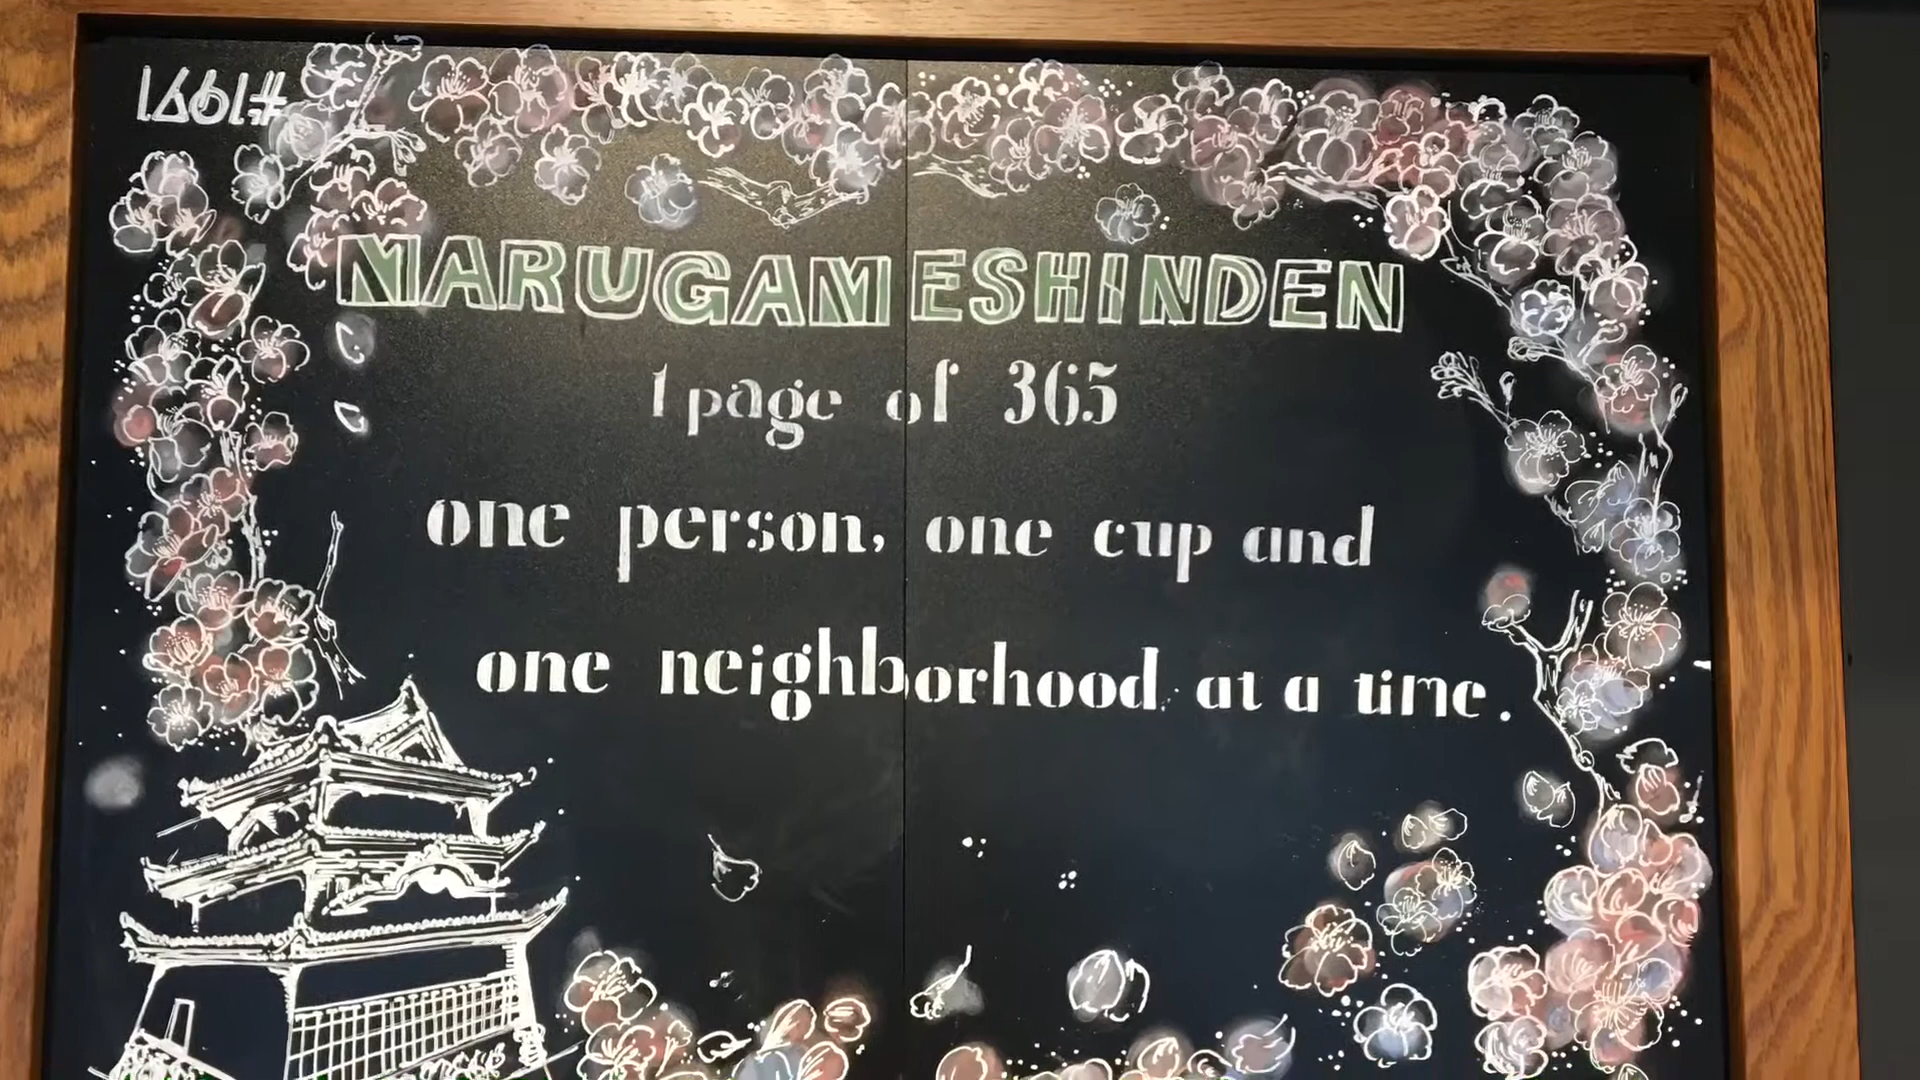 1661#
MARUGAMESHINDEN
1 page of 365
one person, one cup and
one neighborhood at a time.